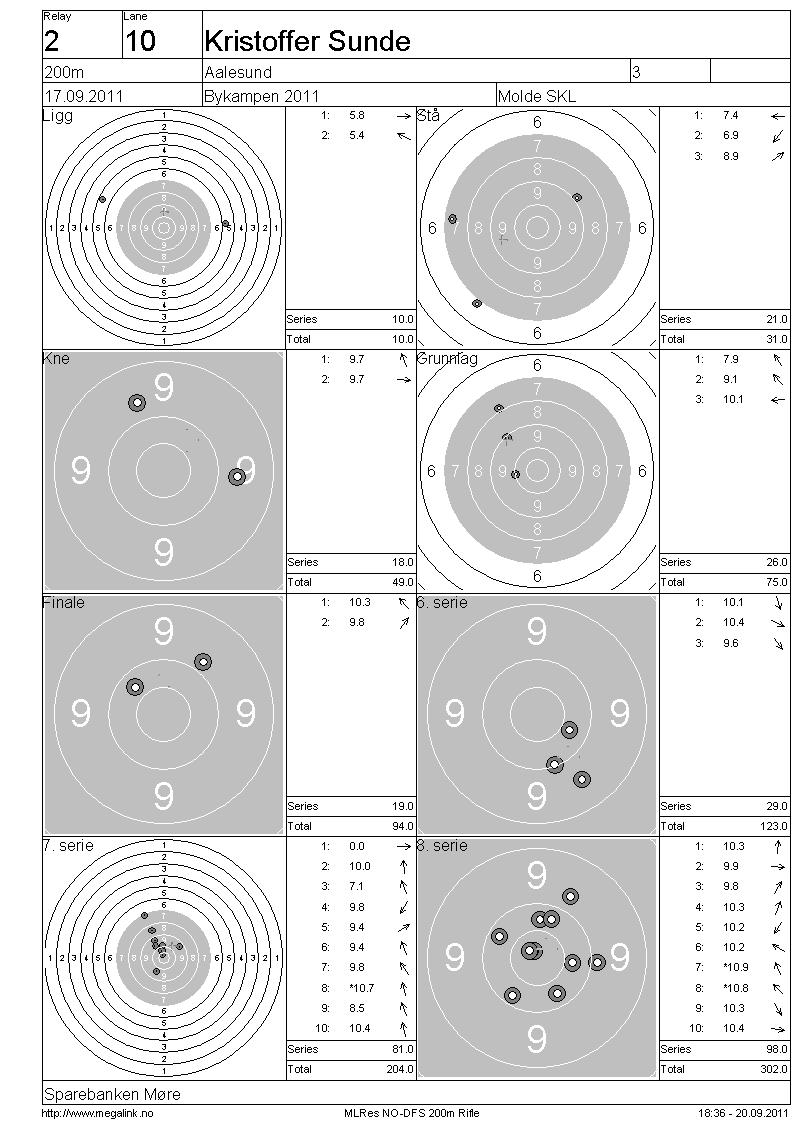 Relay Lane
2 10 Kristoffer Sunde
200m Aalesund 3
17.09.2011 Bykampen 2011 Molde SKL
Ligg
1: 5.8
2: 5.4
Series 10.0
Total 10.0
Stå
1: 7.4
2: 6.9
3: 8.9
Series 21.0
Total 31.0
Kne
1: 9.7
2: 9.7
Series 18.0
Total 49.0
Grunnlag
1: 7.9
2: 9.1
3: 10.1
Series 26.0
Total 75.0
Finale
1: 10.3
2: 9.8
Series 19.0
Total 94.0
6. serie
1: 10.1
2: 10.4
3: 9.6
Series 29.0
Total 123.0
7. serie
1: 0.0
2: 10.0
3: 7.1
4: 9.8
5: 9.4
6: 9.4
7: 9.8
8: *10.7
9: 8.5
10: 10.4
Series 81.0
Total 204.0
8. serie
1: 10.3
2: 9.9
3: 9.8
4: 10.3
5: 10.2
6: 10.2
7: *10.9
8: *10.8
9: 10.3
10: 10.4
Series 98.0
Total 302.0
Sparebanken Møre
http://www.megalink.no MLRes NO-DFS 200m Rifle 18:36 - 20.09.2011